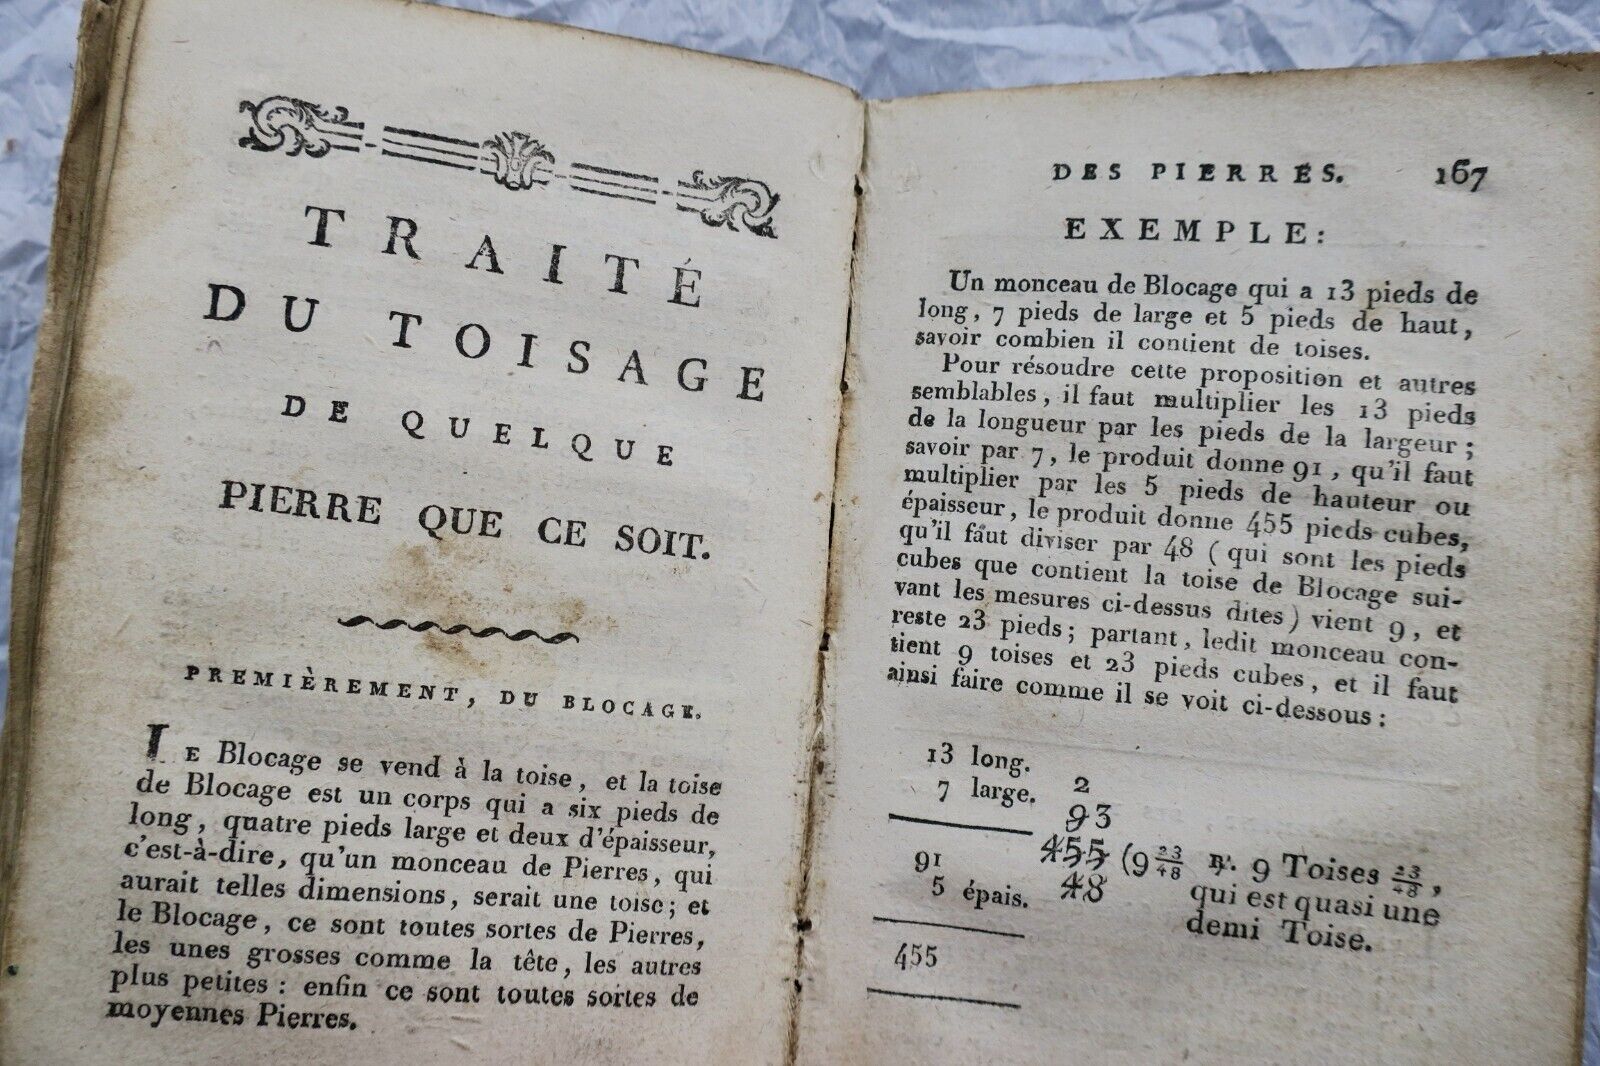 TRAITÉ
DU TOISAGE
DE QUELQUE
PIERRE QUE CE SOIT.
PREMIÈREMENT, DU BLOCAGE.
LE Blocage se vend à la toise, et la toise
de Blocage est un corps qui a six pieds de
long, quatre pieds large et deux d'épaisseur,
c'est-à-dire, qu'un monceau de Pierres, qui
aurait telles dimensions, serait une toise; et
le Blocage, ce sont toutes sortes de Pierres,
les unes grosses comme la tête, les autres
plus petites : enfin ce sont toutes sortes de
moyennes Pierres.
DES PIERRES. 167
EXEMPLE:
Un monceau de Blocage qui a 13 pieds de
long, 7 pieds de large et 5 pieds de haut,
savoir combien il contient de toises.
Pour résoudre cette proposition et autres
semblables, il faut multiplier les 13 pieds
de la longueur par les pieds de la largeur ;
savoir par 7, le produit donne 91, qu'il faut
multiplier par les 5 pieds de hauteur ou
épaisseur, le produit donne 455 pieds cubes,
qu'il faut diviser par 48 ( qui sont les pieds
cubes que contient la toise de Blocage sui-
vant les mesures ci-dessus dites) vient 9, et
reste 23 pieds; partant, ledit monceau con-
tient 9 toises et 23 pieds cubes, et il faut
ainsi faire comme il se voit ci-dessous :
13 long.
7 large.
91
5 épais.
455
2
93
455 (9 23/48 R. 9 Toises 23/48,
48 qui est quasi une
demi Toise.